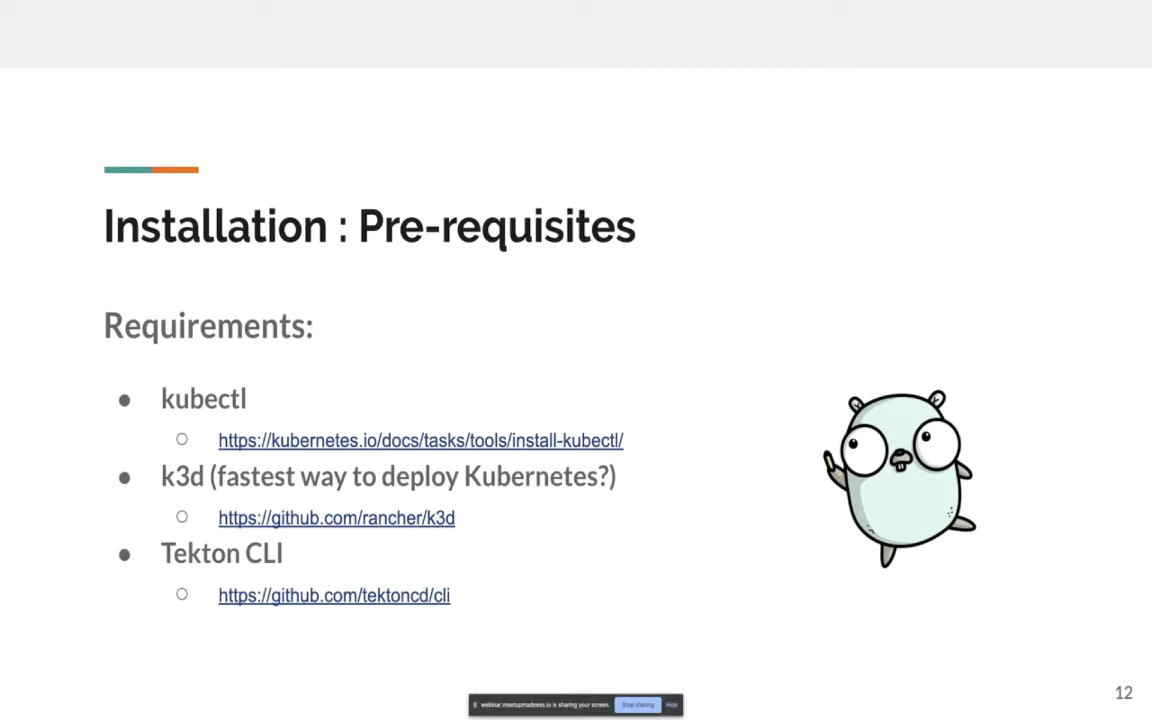 Installation : Pre-requisites
Requirements:
● kubectl
○ https://kubernetes.io/docs/tasks/tools/install-kubectl/
● k3d (fastest way to deploy Kubernetes?)
○ https://github.com/rancher/k3d
● Tekton CLI
○ https://github.com/tektoncd/cli
12
webinar.meetupmadness.io is sharing your screen. Stop sharing Hide